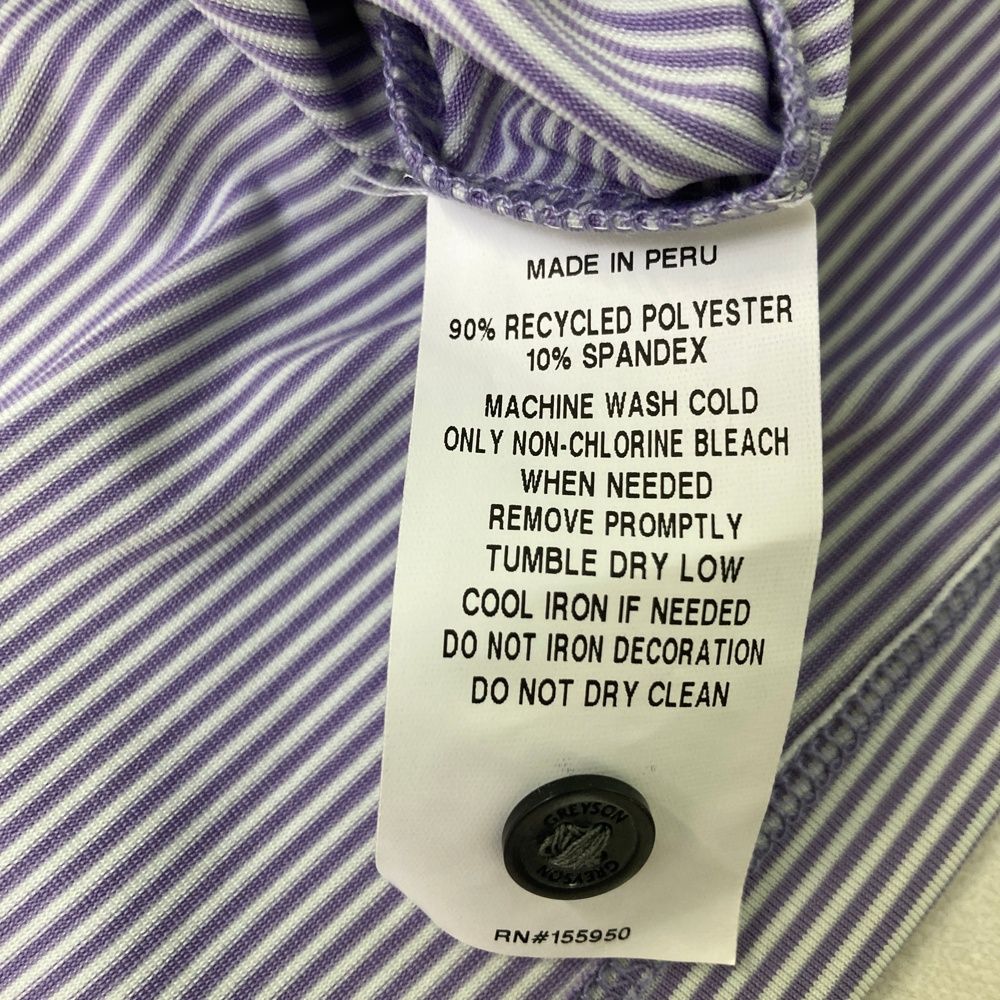 MADE IN PERU
90% RECYCLED POLYESTER
10% SPANDEX
MACHINE WASH COLD
ONLY NON-CHLORINE BLEACH
WHEN NEEDED
REMOVE PROMPTLY
TUMBLE DRY LOW
COOL IRON IF NEEDED
DO NOT IRON DECORATION
DO NOT DRY CLEAN
GREYSON
GREYSON
RN#155950